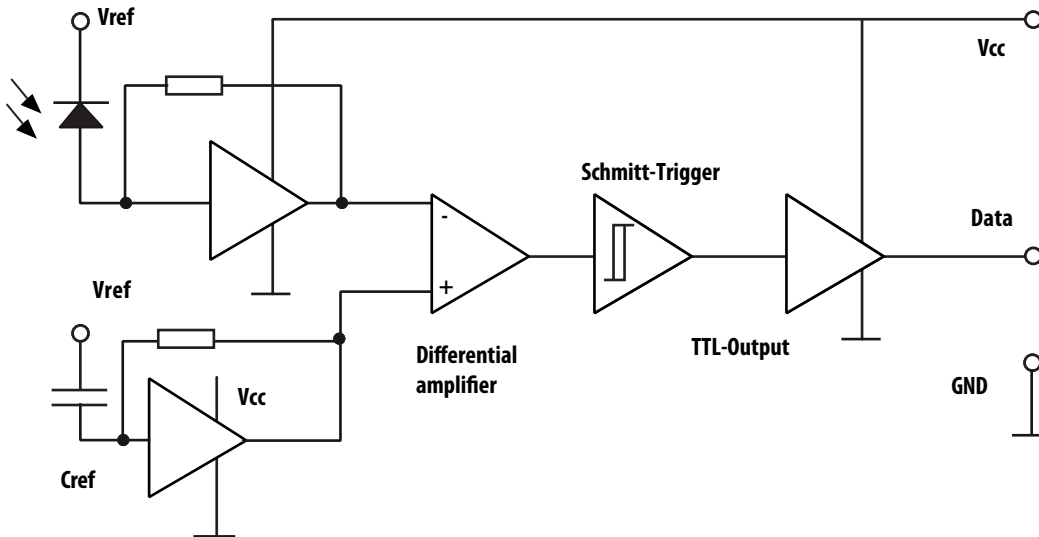 Vref
Vcc
Schmitt-Trigger
-
Data
Vref
+
Differential
amplifier
TTL-Output
GND
Vcc
Cref